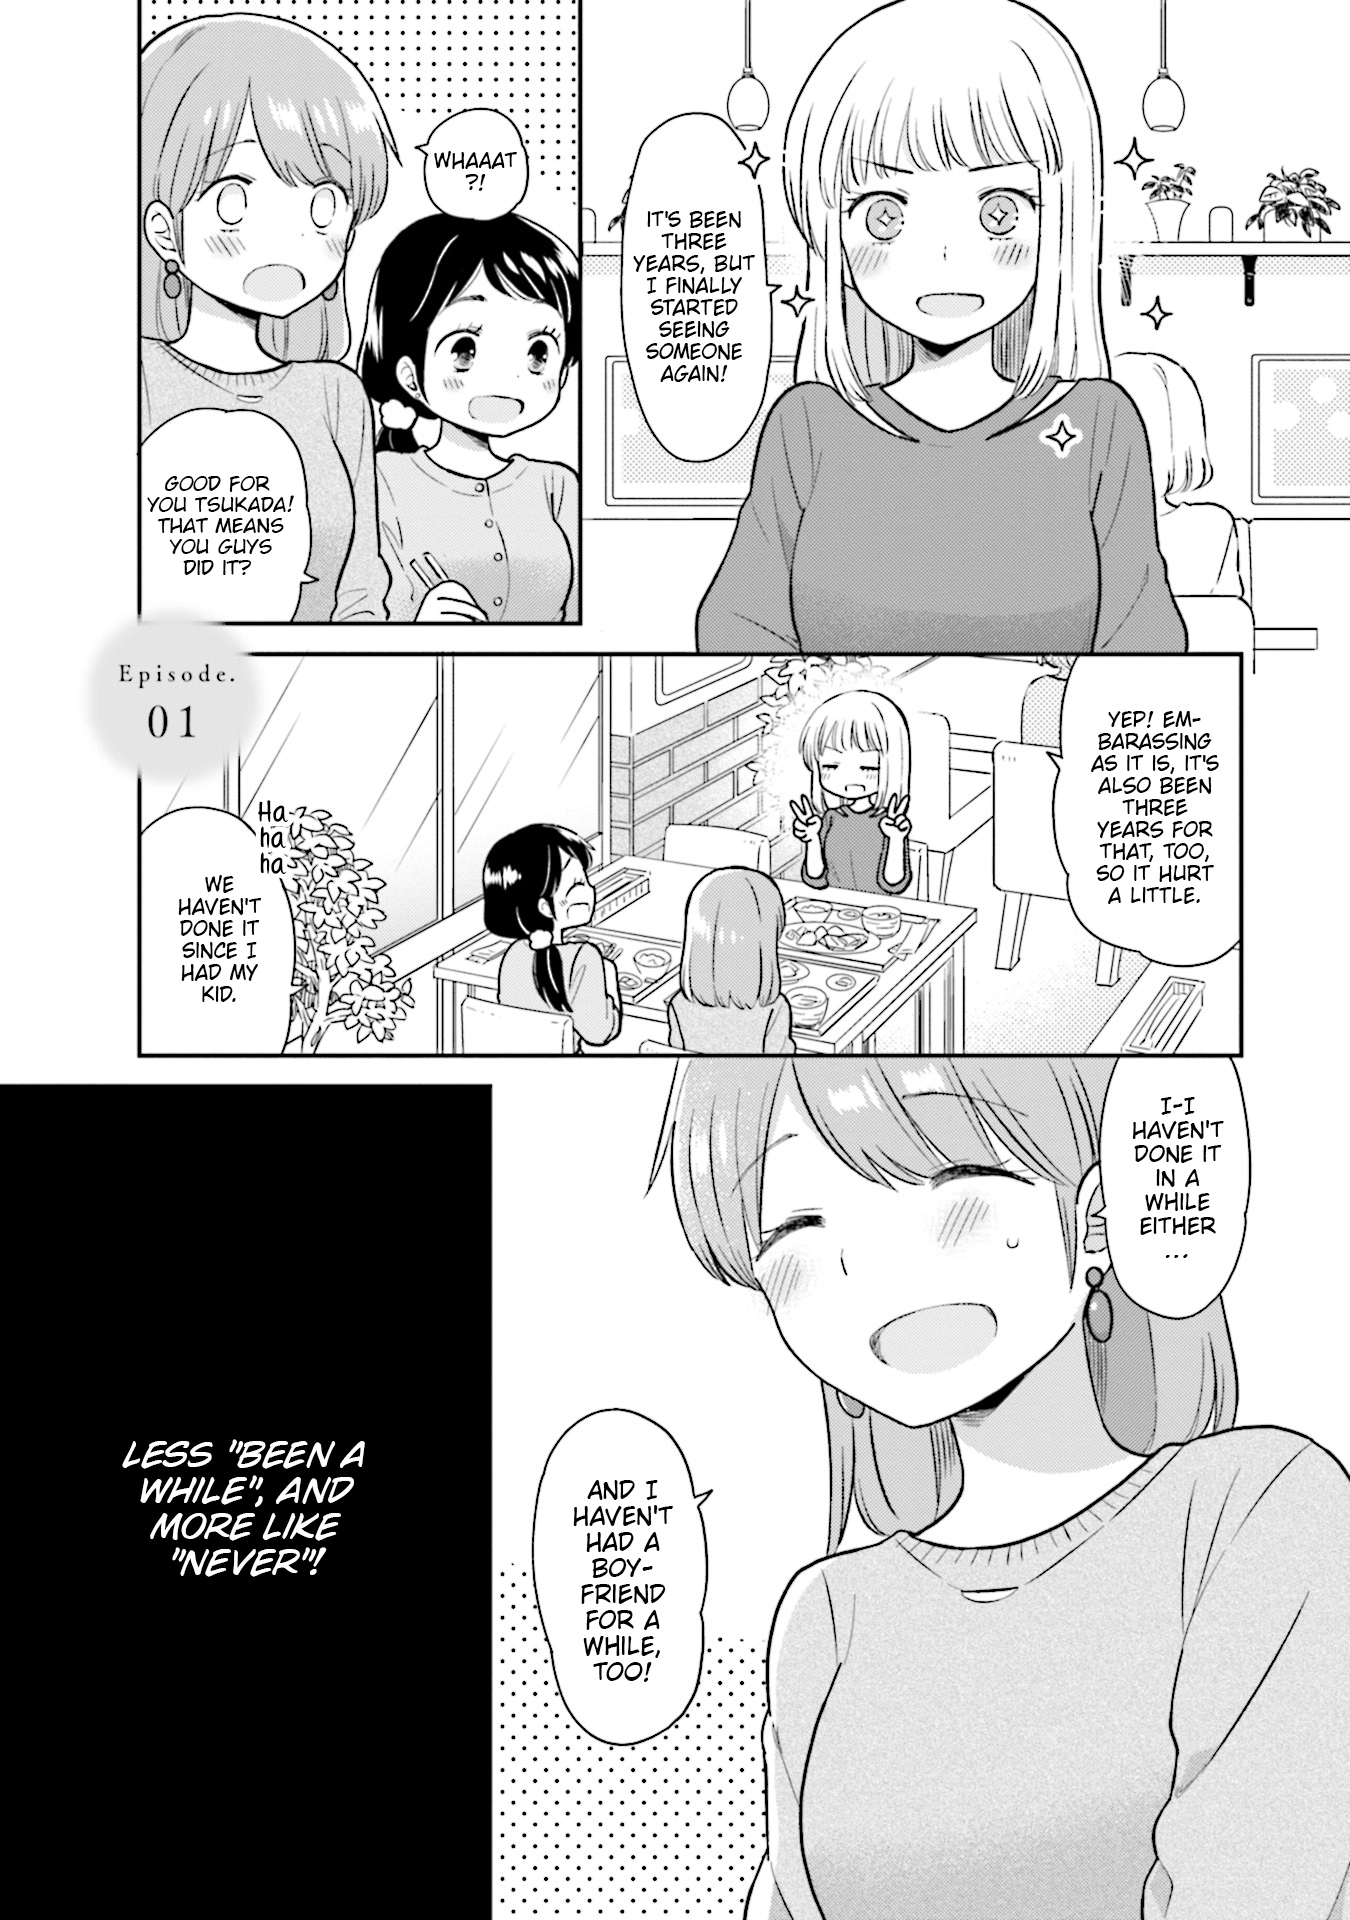 IT'S BEEN
THREE
YEARS, BUT
I FINALLY
STARTED
SEEING
SOMEONE
AGAIN!
WHAAAT
?!
GOOD FOR
YOU TSUKADA!
THAT MEANS
YOU GUYS
DID IT?
Episode.
01
YEP! EM-
BARASSING
AS IT IS, IT'S
ALSO BEEN
THREE
YEARS FOR
THAT, TOO,
SO IT HURT
A LITTLE.
Ha
ha
ha
WE
HAVEN'T
DONE IT
SINCE I
HAD MY
KID.
I-I
HAVEN'T
DONE IT
IN A
WHILE
EITHER
...
AND I
HAVEN'T
HAD A
BOY-
FRIEND
FOR A
WHILE,
TOO!
LESS "BEEN A
WHILE", AND
MORE LIKE
"NEVER"!